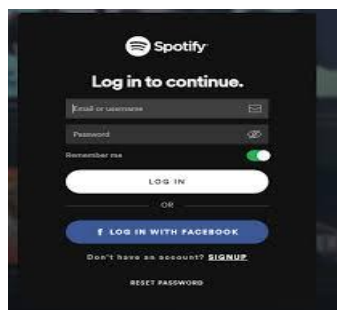 Spotify
Log in to continue.
Email or username
Password
Remember me
LOG IN
OR
f LOG IN WITH FACEBOOK
Don't have an account? SIGNUP
RESET PASSWORD